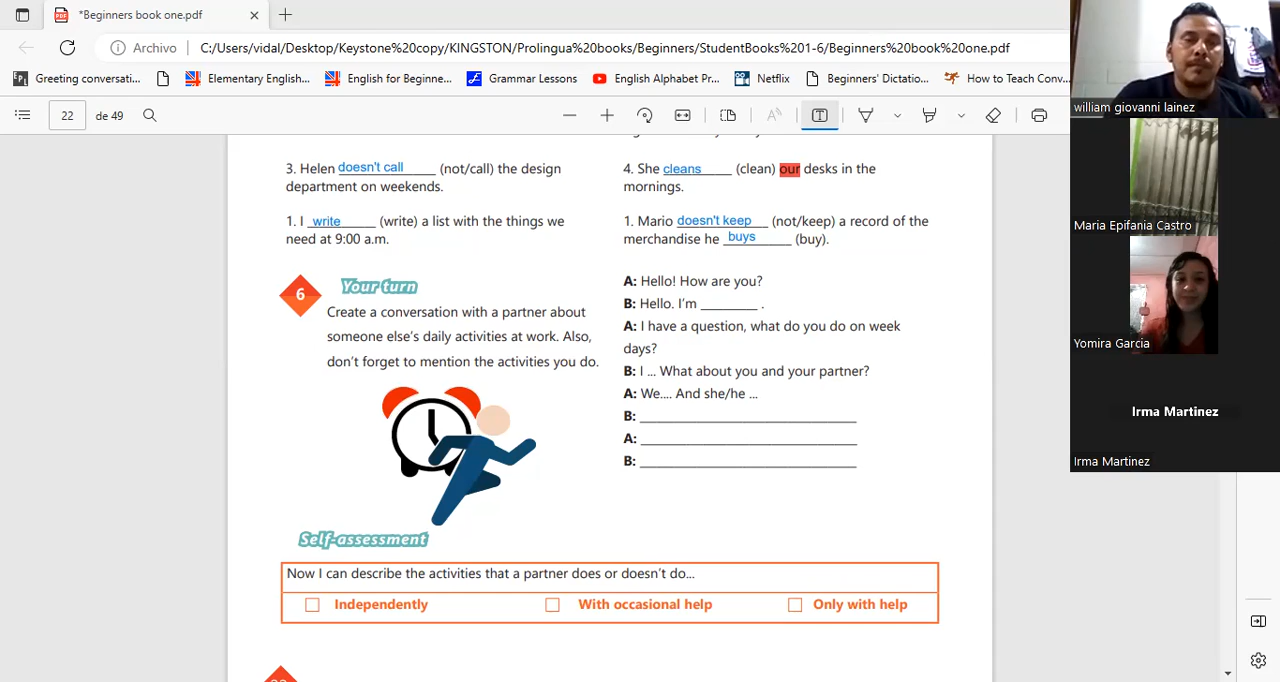 *Beginners book one.pdf
Archivo
C:/Users/vidal/Desktop/Keystone%20copy/KINGSTON/Prolingua%20books/Beginners/StudentBooks%201-6/Beginners%20book%20one.pdf
Greeting conversati...
Elementary English...
English for Beginne...
Grammar Lessons
English Alphabet Pr...
Netflix
Beginners' Dictatio...
How to Teach Conv...
22
de 49
3. Helen doesn't call (not/call) the design
department on weekends.
4. She cleans (clean) our desks in the
mornings.
1. I write (write) a list with the things we
need at 9:00 a.m.
1. Mario doesn't keep (not/keep) a record of the
merchandise he buys (buy).
6
Your turn
Create a conversation with a partner about
someone else's daily activities at work. Also,
don't forget to mention the activities you do.
A: Hello! How are you?
B: Hello. I'm ________ .
A: I have a question, what do you do on week
days?
B: I ... What about you and your partner?
A: We.... And she/he ...
B: ______________________________
A: ______________________________
B: ______________________________
Self-assessment
Now I can describe the activities that a partner does or doesn't do...
Independently
With occasional help
Only with help
william giovanni lainez
Maria Epifania Castro
Yomira Garcia
Irma Martinez
Irma Martinez